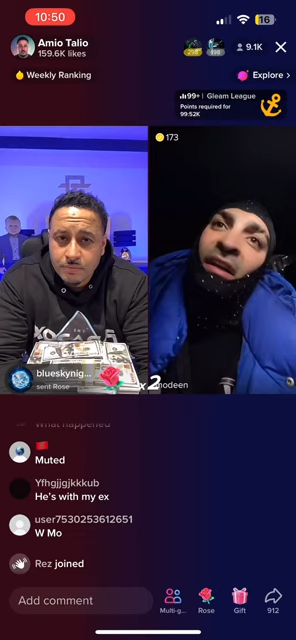 10:50
16
Amio Talio
159.6K likes
9.1K
Weekly Ranking
Explore >
99+ | Gleam League
Points required for
99:52K
173
blueskynig...
sent Rose
x2
modeen
What happened
Muted
Yfhgjjgjkkkub
He's with my ex
user7530253612651
W Mo
Rez joined
Add comment
Multi-g...
Rose
Gift
912